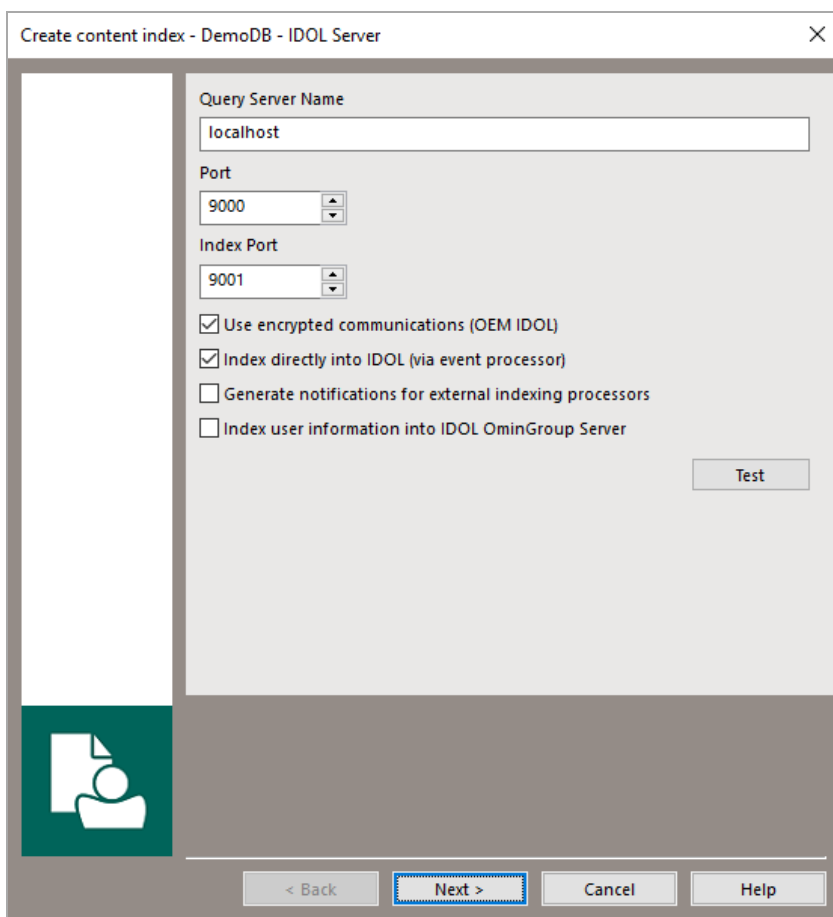 Create content index - DemoDB - IDOL Server
Query Server Name
localhost
Port
9000
Index Port
9001
Use encrypted communications (OEM IDOL)
Index directly into IDOL (via event processor)
Generate notifications for external indexing processors
Index user information into IDOL OminGroup Server
Test
< Back Next > Cancel Help